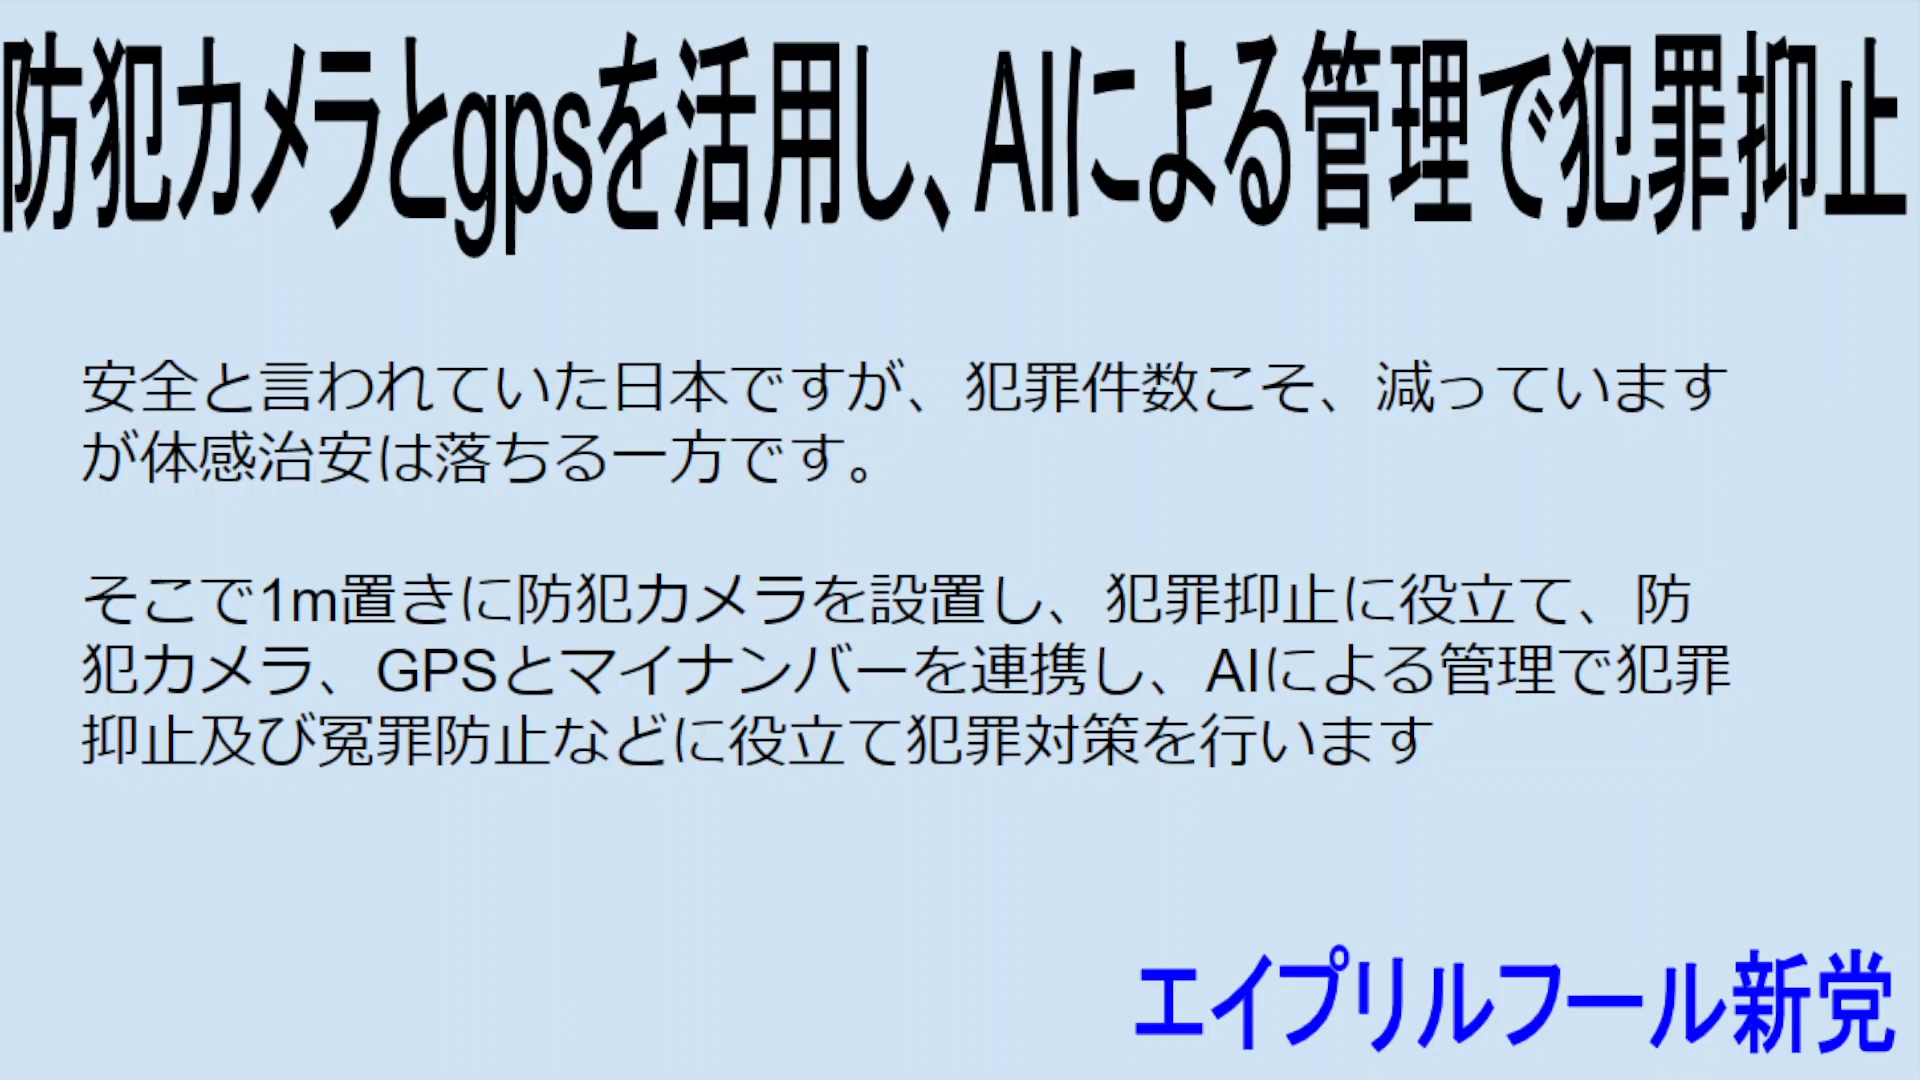 防犯カメラとgpsを活用し、AIによる管理で犯罪抑止
安全と言われていた日本ですが、犯罪件数こそ、減っています
が体感治安は落ちる一方です。
そこで1m置きに防犯カメラを設置し、犯罪抑止に役立て、防
犯カメラ、GPSとマイナンバーを連携し、AIによる管理で犯罪
抑止及び冤罪防止などに役立て犯罪対策を行います
エイプリルフール新党